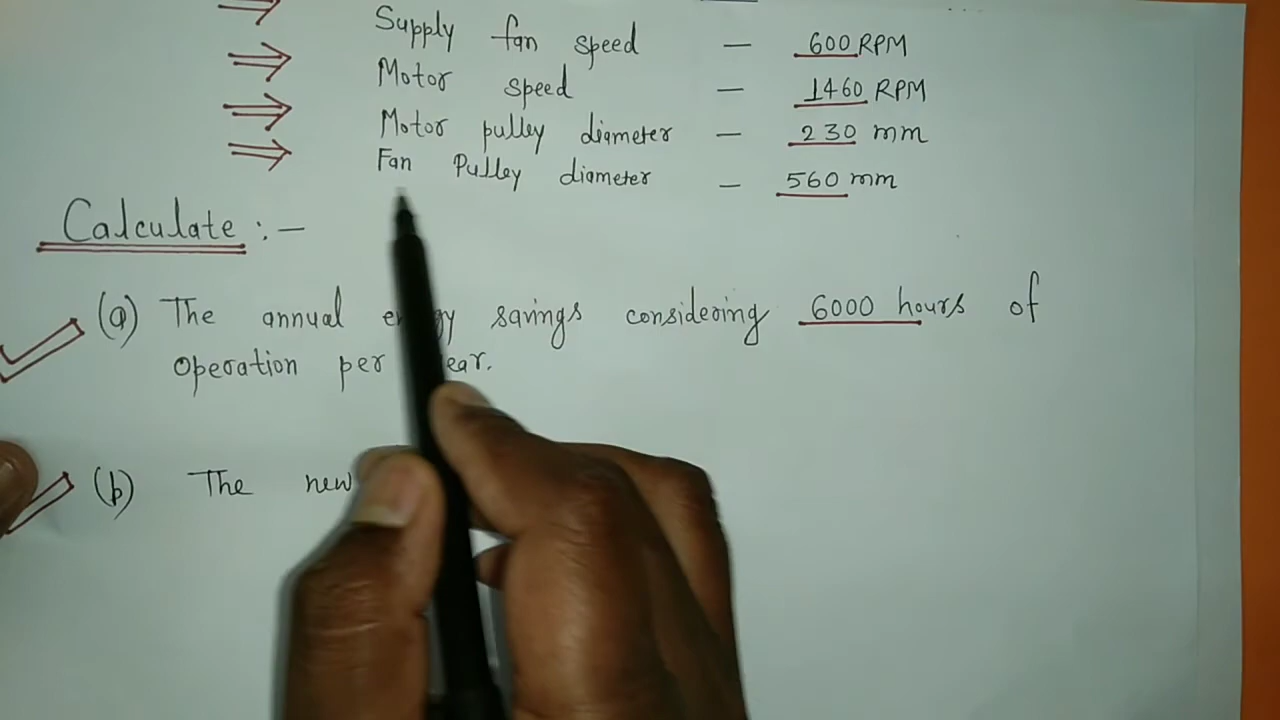 Supply fan speed — 600 RPM
Motor speed — 1460 RPM
Motor pulley diameter — 230 mm
Fan Pulley diameter — 560 mm
Calculate :-
(a) The annual savings considering 6000 hours of
operation per
(b) The new